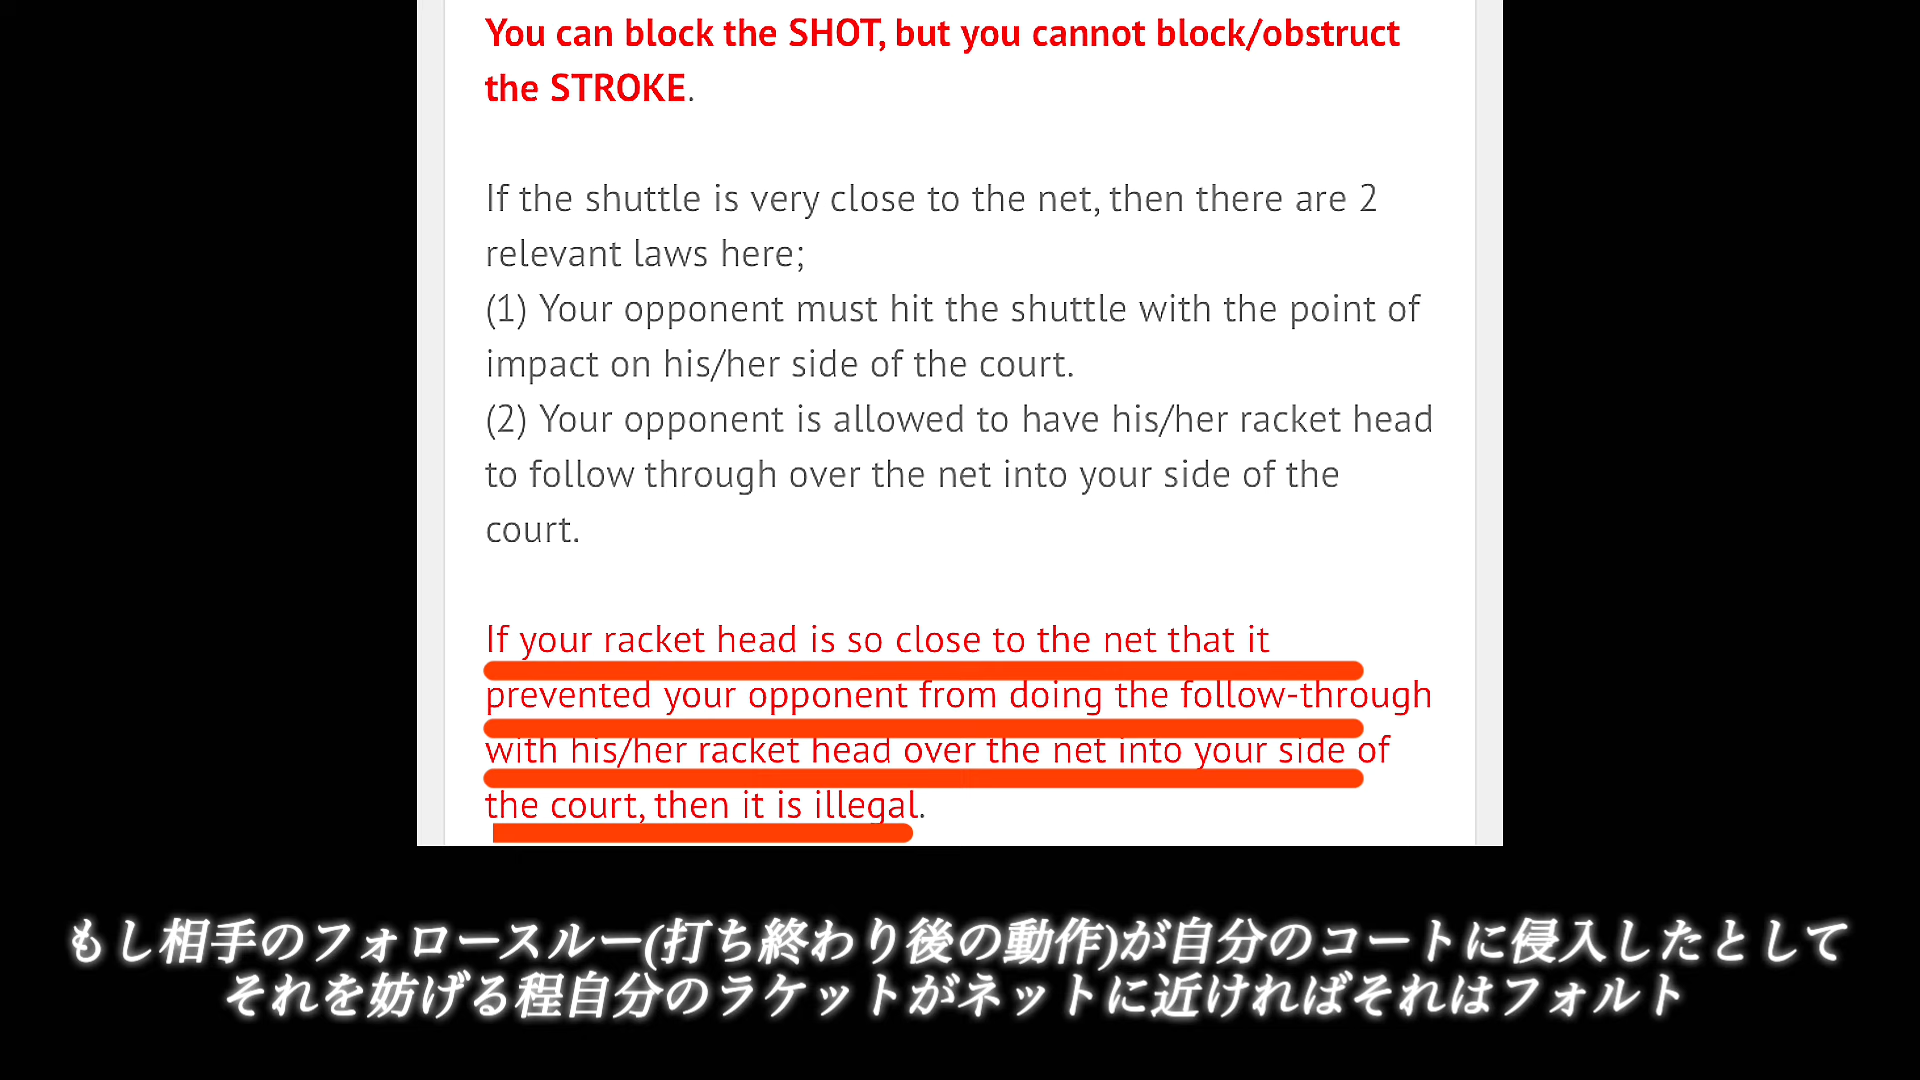 You can block the SHOT, but you cannot block/obstruct
the STROKE.
If the shuttle is very close to the net, then there are 2
relevant laws here;
(1) Your opponent must hit the shuttle with the point of
impact on his/her side of the court.
(2) Your opponent is allowed to have his/her racket head
to follow through over the net into your side of the
court.
If your racket head is so close to the net that it
prevented your opponent from doing the follow-through
with his/her racket head over the net into your side of
the court, then it is illegal.
もし相手のフォロースルー(打ち終わり後の動作)が自分のコートに侵入したとして
それを妨げる程自分のラケットがネットに近ければそれはフォルト